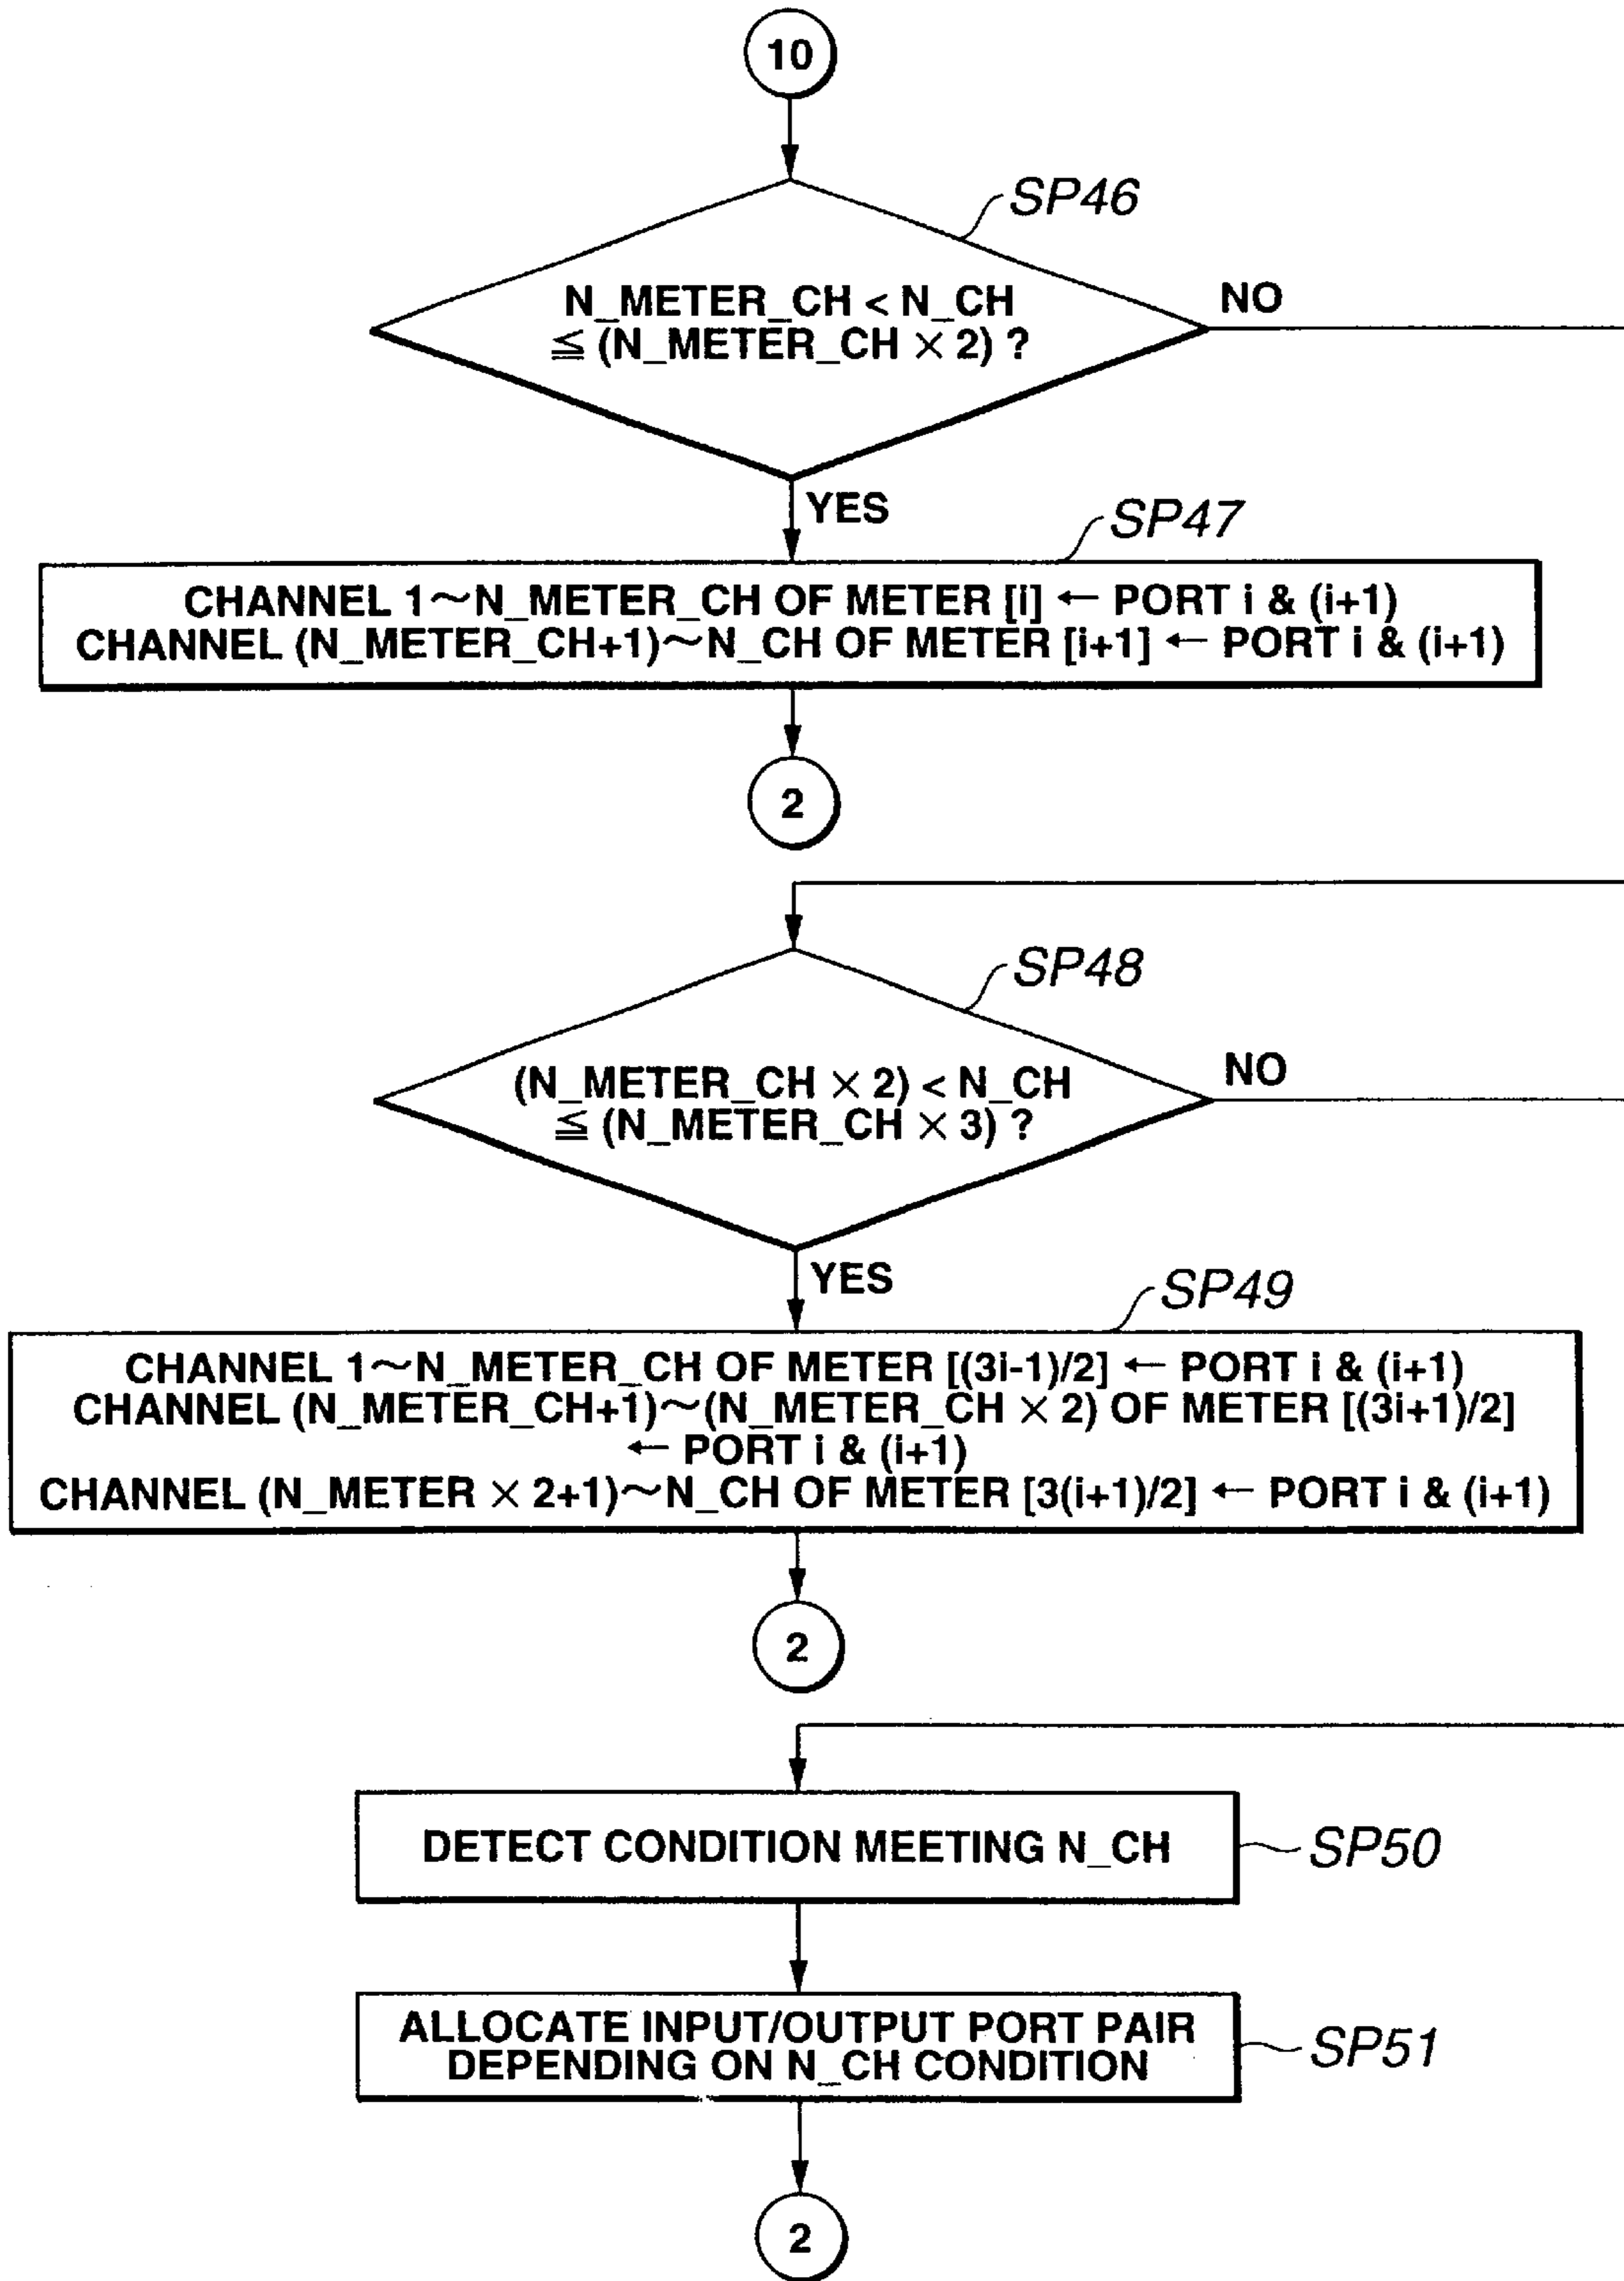 10
SP46
N_METER_CH < N_CH
≦ (N_METER_CH × 2) ?
NO
YES
SP47
CHANNEL 1~N_METER_CH OF METER [i] ← PORT i & (i+1)
CHANNEL (N_METER_CH+1)~N_CH OF METER [i+1] ← PORT i & (i+1)
2
SP48
(N_METER_CH × 2) < N_CH
≦ (N_METER_CH × 3) ?
NO
YES
SP49
CHANNEL 1~N_METER_CH OF METER [(3i-1)/2] ← PORT i & (i+1)
CHANNEL (N_METER_CH+1)~(N_METER_CH × 2) OF METER [(3i+1)/2]
← PORT i & (i+1)
CHANNEL (N_METER × 2+1)~N_CH OF METER [3(i+1)/2] ← PORT i & (i+1)
2
DETECT CONDITION MEETING N_CH
SP50
ALLOCATE INPUT/OUTPUT PORT PAIR
DEPENDING ON N_CH CONDITION
SP51
2